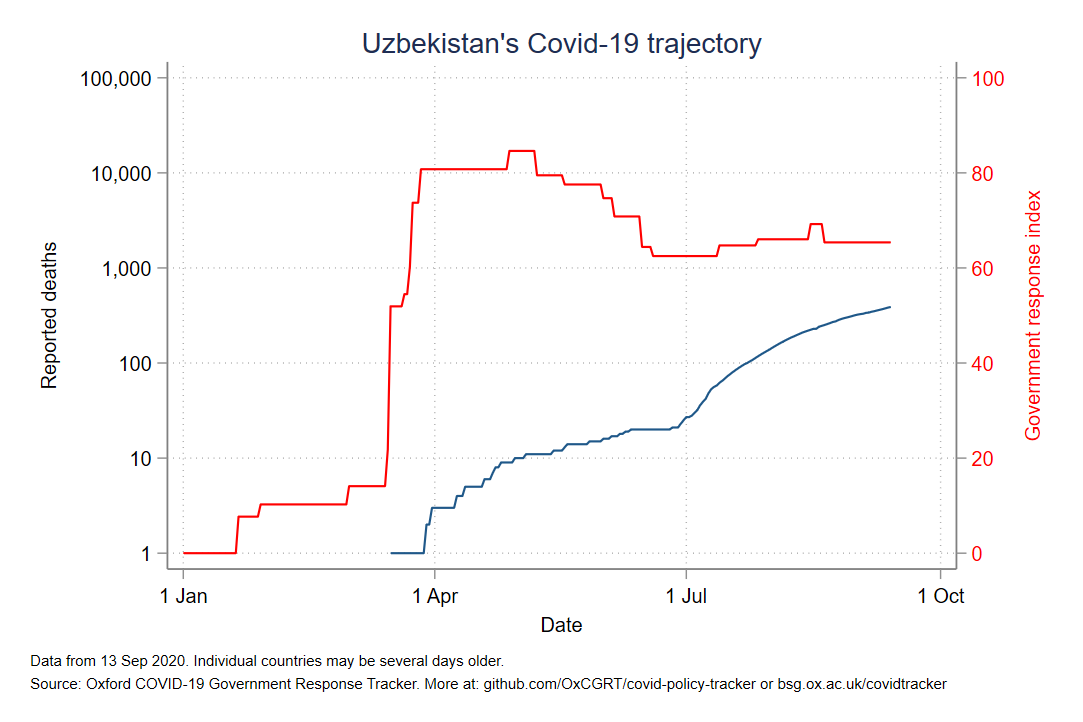 Uzbekistan's Covid-19 trajectory
100,000
10,000
1,000
100
10
1
Reported deaths
100
80
60
40
20
0
Government response index
1 Jan
1 Apr
1 Jul
1 Oct
Date
Data from 13 Sep 2020. Individual countries may be several days older.
Source: Oxford COVID-19 Government Response Tracker. More at: github.com/OxCGRT/covid-policy-tracker or bsg.ox.ac.uk/covidtracker